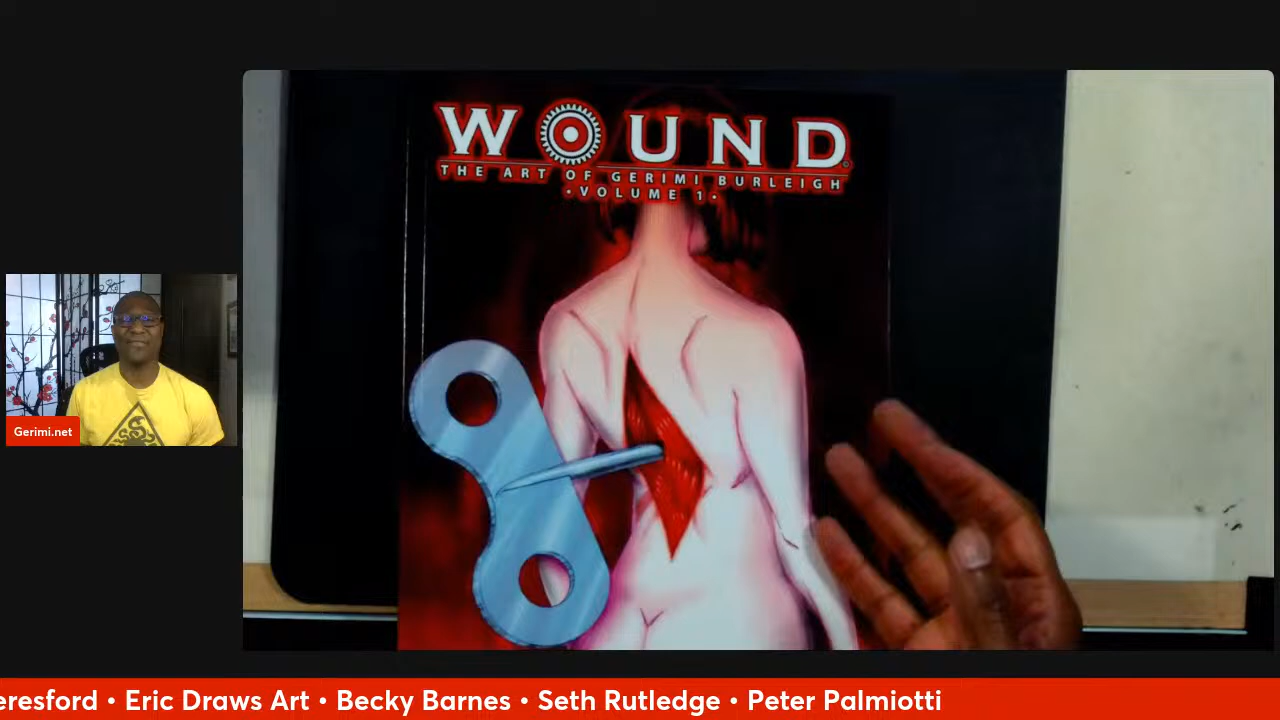 WOUND
THE ART OF GERIMI BURLEIGH
•VOLUME 1•
Gerimi.net
eresford • Eric Draws Art • Becky Barnes • Seth Rutledge • Peter Palmiotti